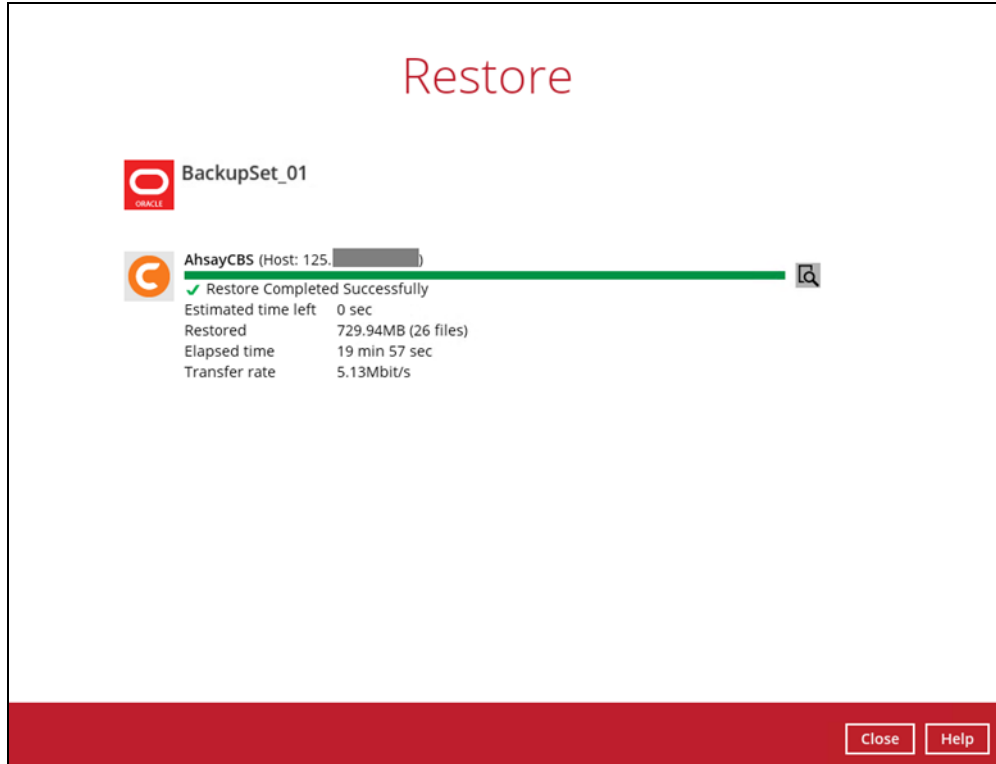 Restore
BackupSet_01
ORACLE
AhsayCBS (Host: 125. )
Restore Completed Successfully
Estimated time left 0 sec
Restored 729.94MB (26 files)
Elapsed time 19 min 57 sec
Transfer rate 5.13Mbit/s
Close Help